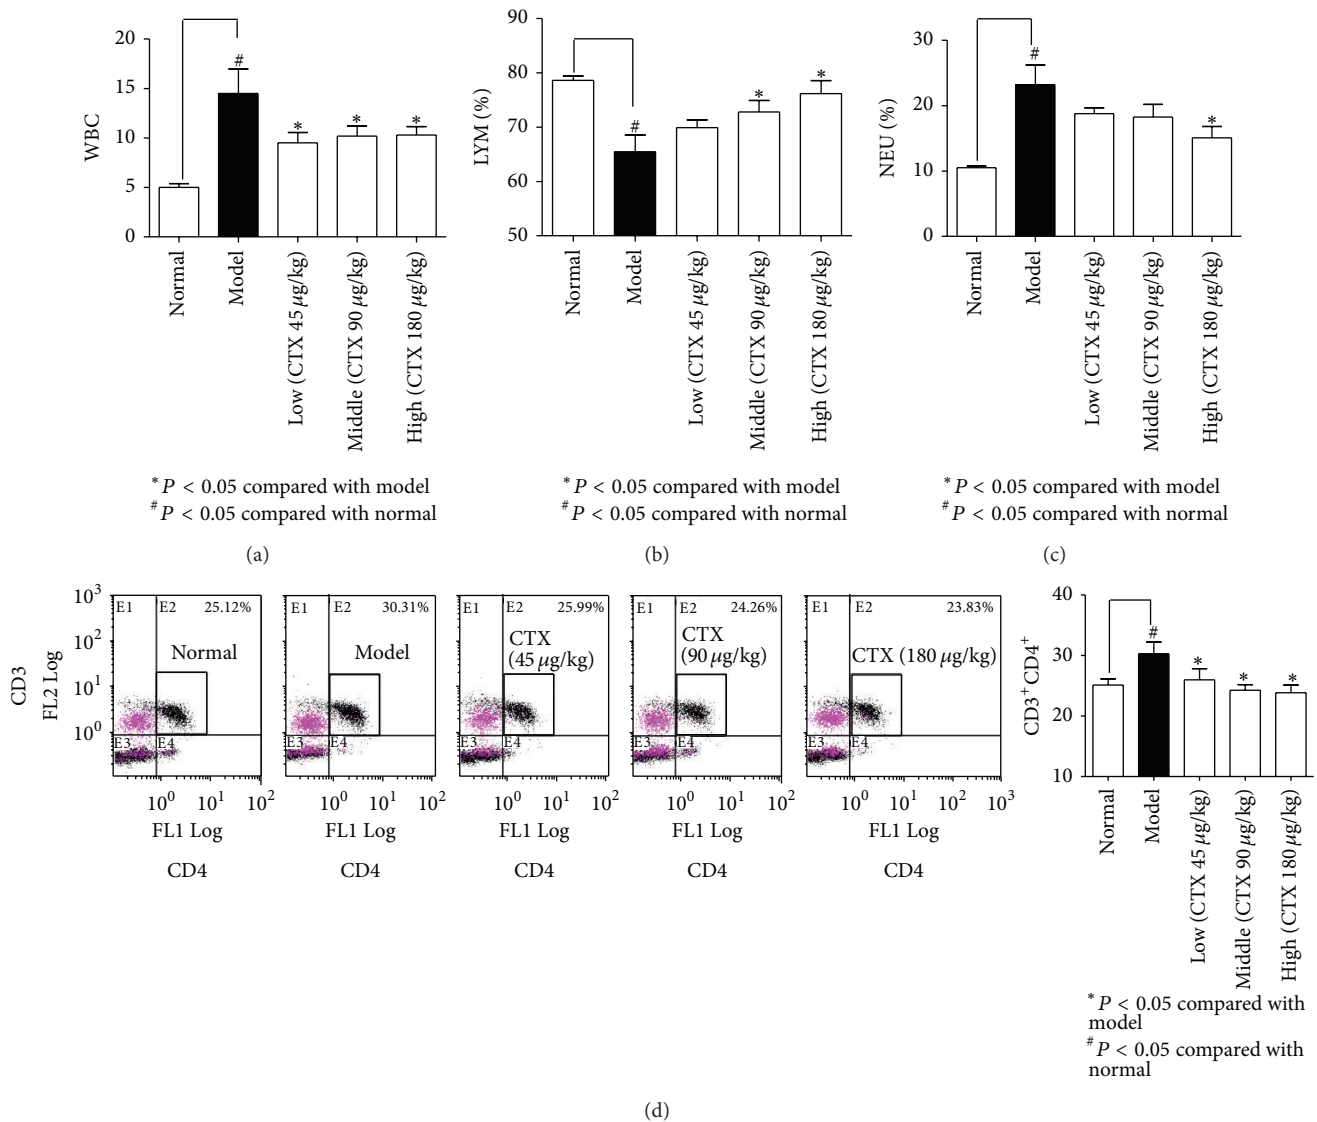 WBC
20
15
10
5
0
#
*
*
*
Normal
Model
Low (CTX 45 μg/kg)
Middle (CTX 90 μg/kg)
High (CTX 180 μg/kg)
* P < 0.05 compared with model
# P < 0.05 compared with normal
(a)
LYM (%)
90
80
70
60
50
#
*
*
Normal
Model
Low (CTX 45 μg/kg)
Middle (CTX 90 μg/kg)
High (CTX 180 μg/kg)
* P < 0.05 compared with model
# P < 0.05 compared with normal
(b)
NEU (%)
30
20
10
0
#
*
Normal
Model
Low (CTX 45 μg/kg)
Middle (CTX 90 μg/kg)
High (CTX 180 μg/kg)
* P < 0.05 compared with model
# P < 0.05 compared with normal
(c)
CD3
FL2 Log
10³
10²
10¹
10⁰
E1 E2 25.12%
Normal
E3 E4
10⁰ 10¹ 10²
FL1 Log
CD4
E1 E2 30.31%
Model
E3 E4
10⁰ 10¹ 10²
FL1 Log
CD4
E1 E2 25.99%
CTX
(45 μg/kg)
E3 E4
10⁰ 10¹ 10²
FL1 Log
CD4
E1 E2 24.26%
CTX
(90 μg/kg)
E3 E4
10⁰ 10¹ 10²
FL1 Log
CD4
E1 E2 23.83%
CTX (180 μg/kg)
E3 E4
10⁰ 10¹ 10² 10³
FL1 Log
CD4
CD3⁺CD4⁺
40
30
20
10
#
*
*
*
Normal
Model
Low (CTX 45 μg/kg)
Middle (CTX 90 μg/kg)
High (CTX 180 μg/kg)
* P < 0.05 compared with
model
# P < 0.05 compared with
normal
(d)